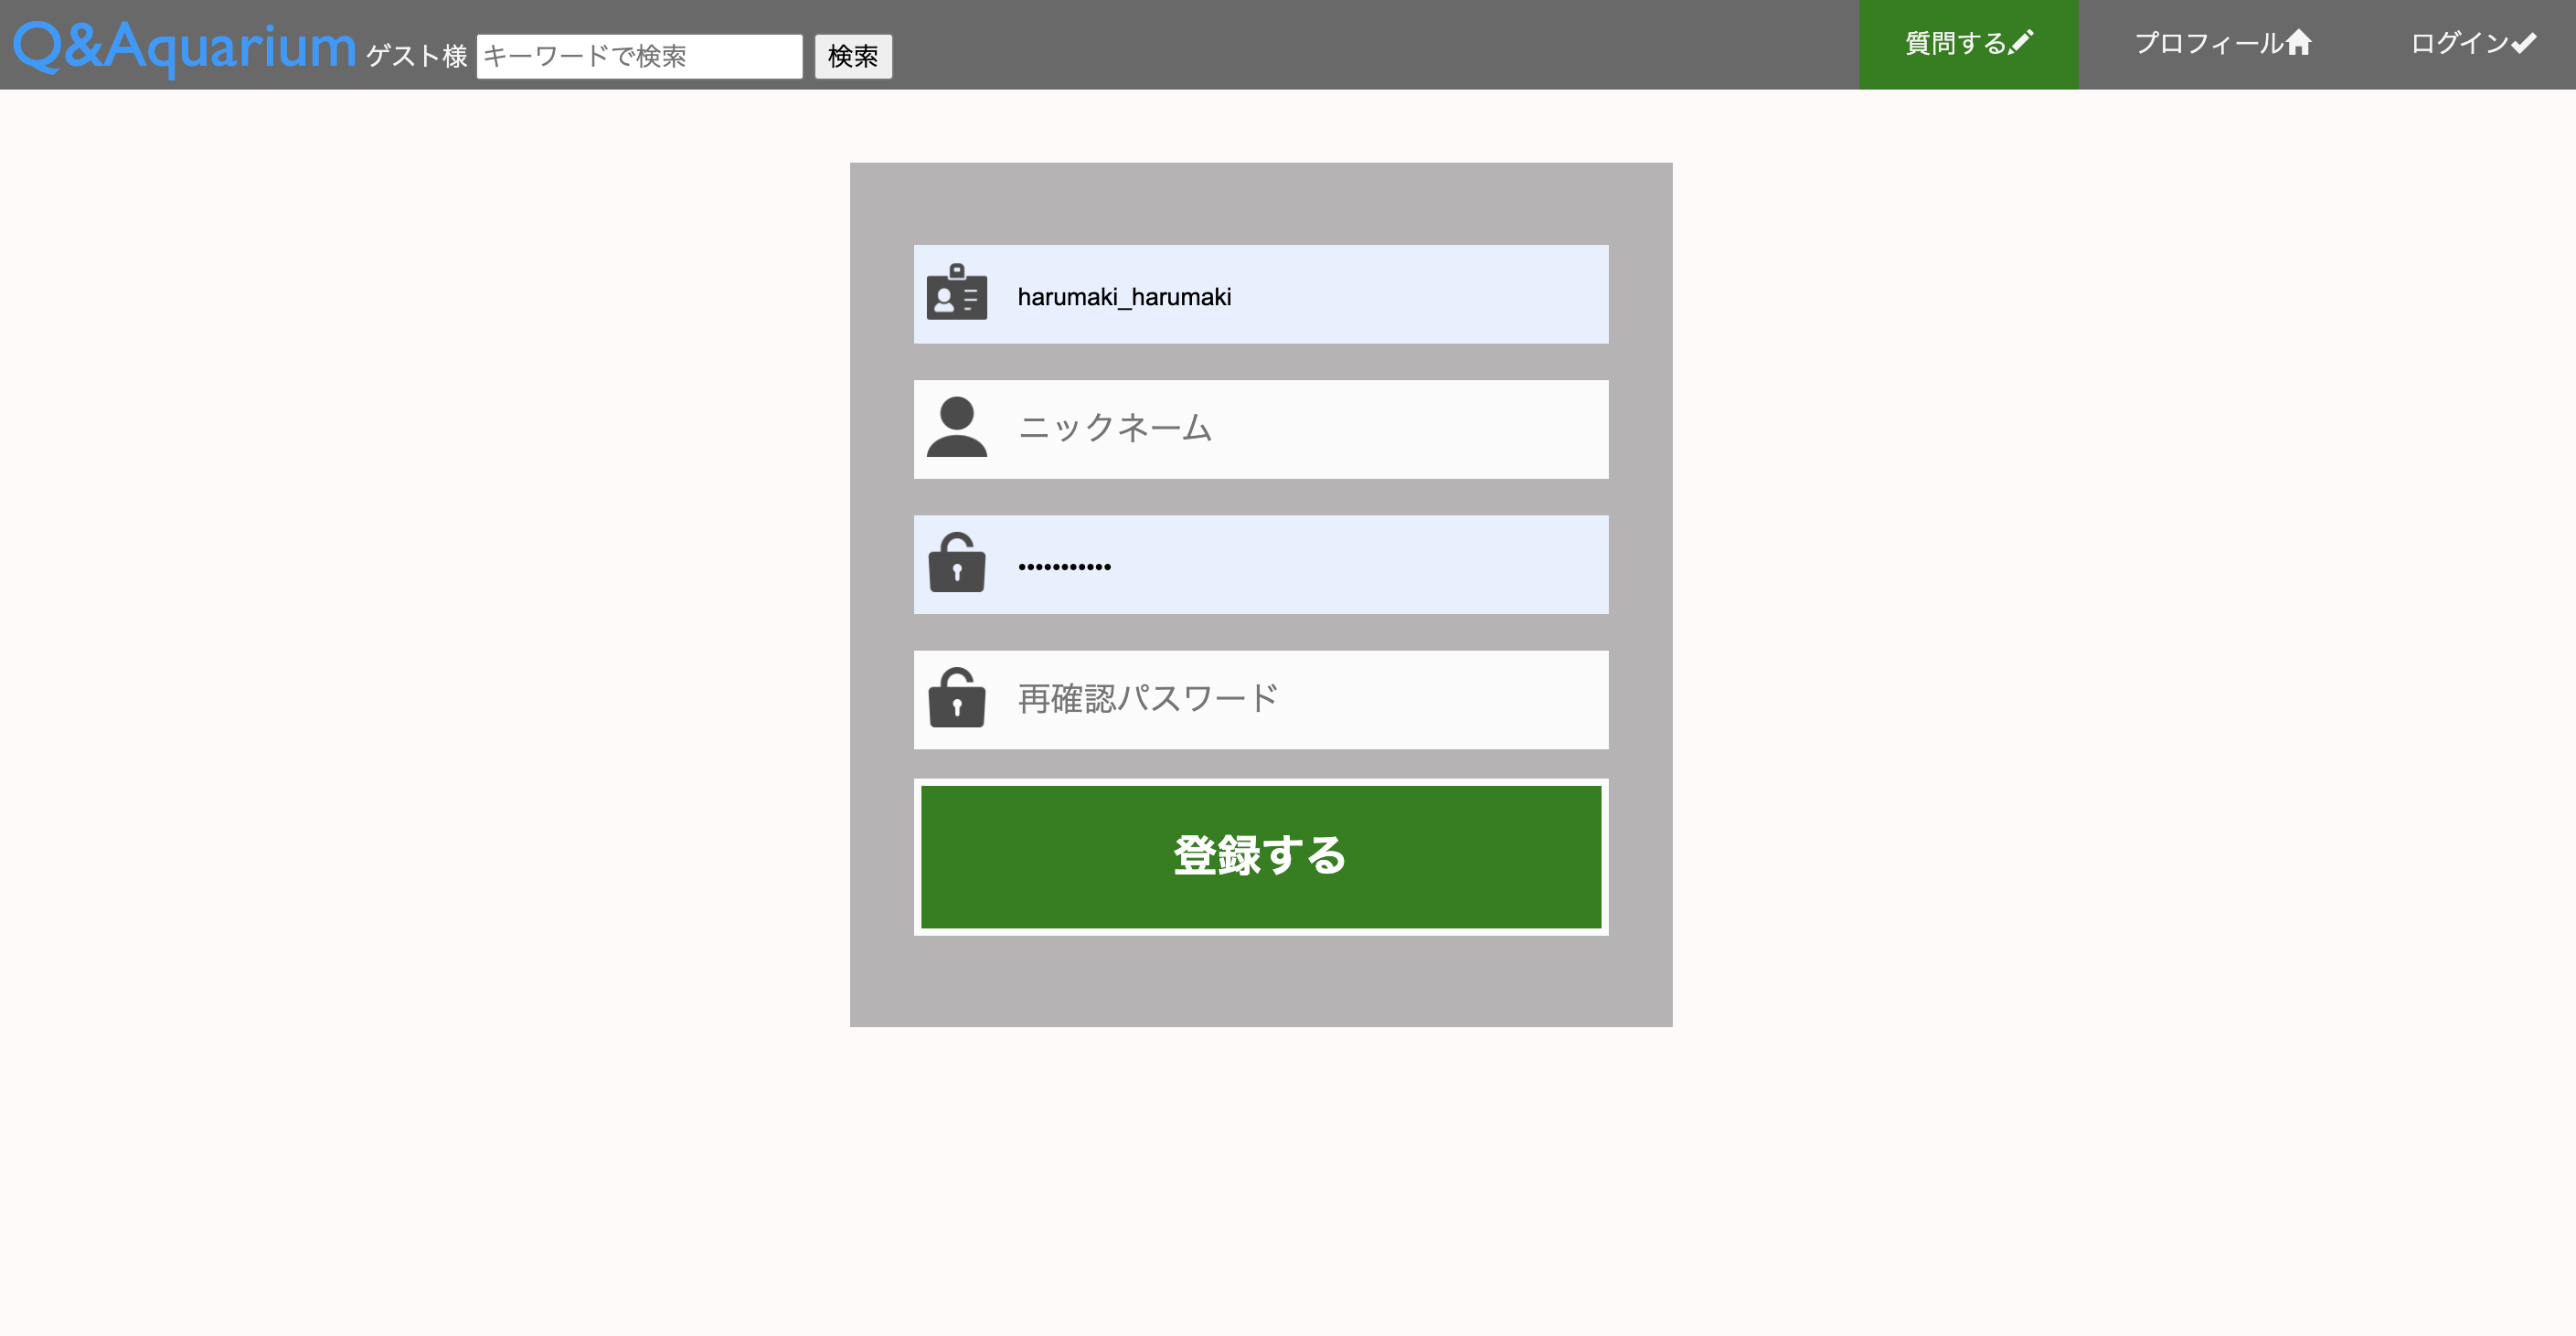 Q&Aquarium ゲスト様 キーワードで検索 検索 質問する プロフィール ログイン
harumaki_harumaki
ニックネーム
•••••••••••
再確認パスワード
登録する